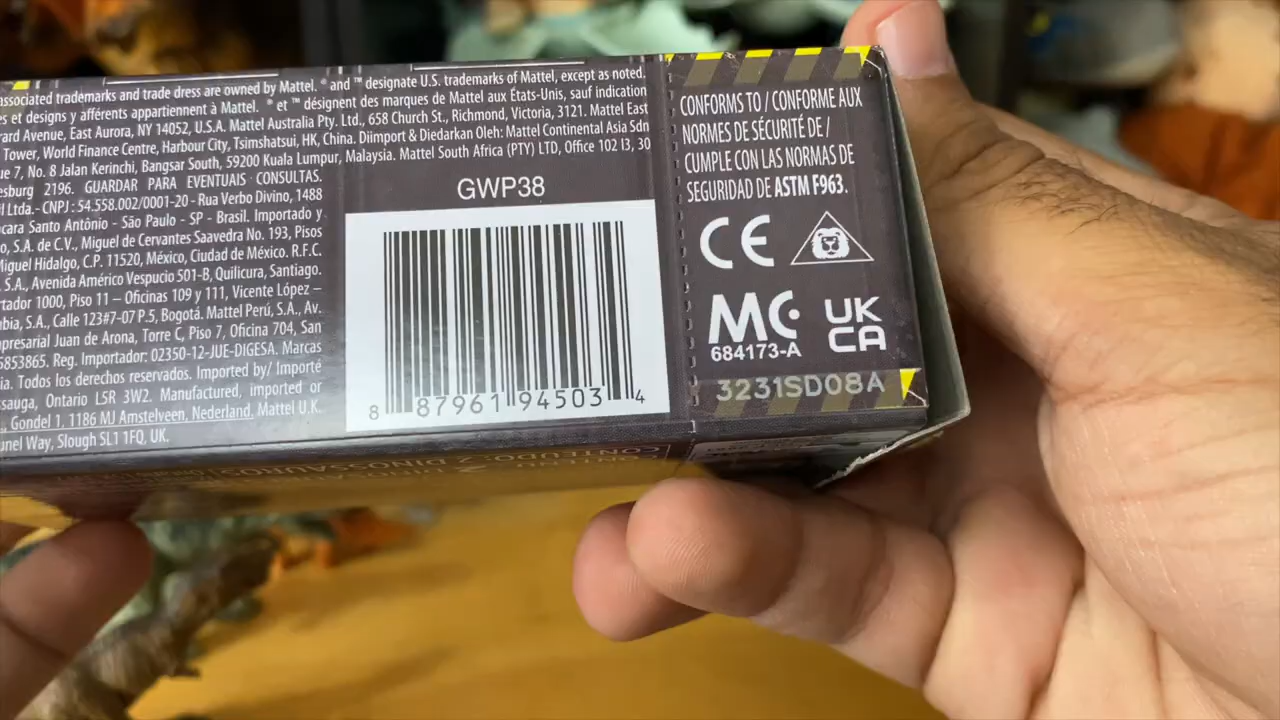 associated trademarks and trade dress are owned by Mattel. ® and ™ designate U.S. trademarks of Mattel, except as noted.
es et designs y afférents appartiennent à Mattel. ® et ™ désignent des marques de Mattel aux États-Unis, sauf indication
ard Avenue, East Aurora, NY 14052, U.S.A. Mattel Australia Pty. Ltd., 658 Church St., Richmond, Victoria, 3121. Mattel East
Tower, World Finance Centre, Harbour City, Tsimshatsui, HK, China. Diimport & Diedarkan Oleh: Mattel Continental Asia Sdn
ue 7, No. 8 Jalan Kerinchi, Bangsar South, 59200 Kuala Lumpur, Malaysia. Mattel South Africa (PTY) LTD, Office 102 I3, 30
esburg 2196. GUARDAR PARA EVENTUAIS CONSULTAS.
il Ltda.- CNPJ : 54.558.002/0001-20 - Rua Verbo Divino, 1488
cara Santo Antônio - São Paulo - SP - Brasil. Importado y
o, S.A. de C.V., Miguel de Cervantes Saavedra No. 193, Pisos
Miguel Hidalgo, C.P. 11520, México, Ciudad de México. R.F.C.
S.A., Avenida Américo Vespucio 501-B, Quilicura, Santiago.
rtador 1000, Piso 11 – Oficinas 109 y 111, Vicente López –
bia, S.A., Calle 123#7-07 P.5, Bogotá. Mattel Perú, S.A., Av.
mpresarial Juan de Arona, Torre C, Piso 7, Oficina 704, San
5853865. Reg. Importador: 02350-12-JUE-DIGESA. Marcas
ia. Todos los derechos reservados. Imported by/ Importé
ssauga, Ontario L5R 3W2. Manufactured, imported or
Gondel 1, 1186 MJ Amstelveen, Nederland, Mattel U.K.
unel Way, Slough SL1 1FQ, UK.
GWP38
8 87961 94503 4
CONFORMS TO / CONFORME AUX
NORMES DE SÉCURITÉ DE /
CUMPLE CON LAS NORMAS DE
SEGURIDAD DE ASTM F963.
CE
MC
684173-A
UK
CA
3231SD08A